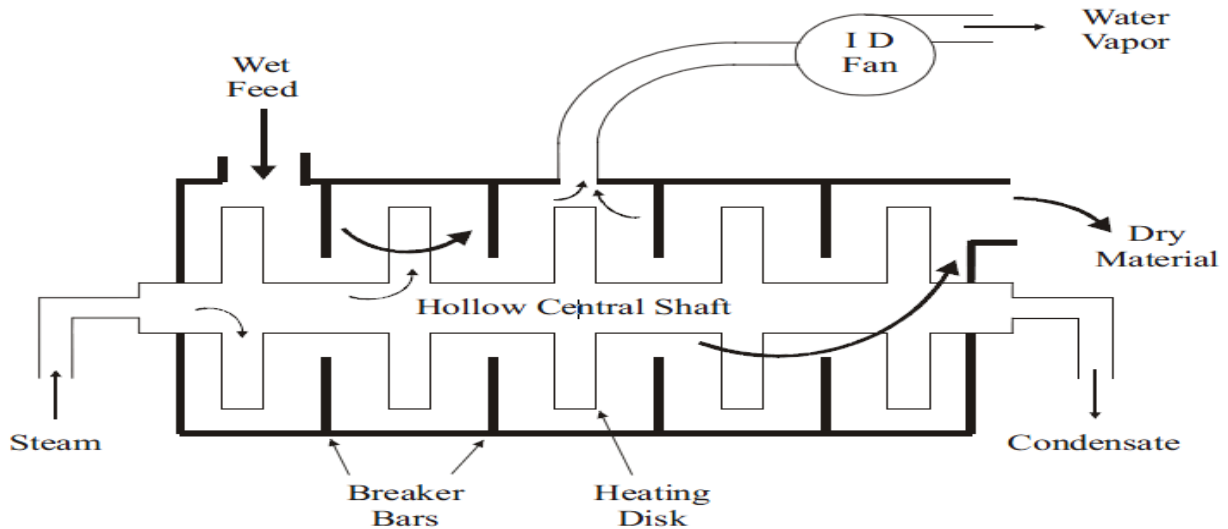 Water
Vapor
I D
Fan
Wet
Feed
Dry
Material
Hollow Central Shaft
Steam
Condensate
Breaker
Bars
Heating
Disk